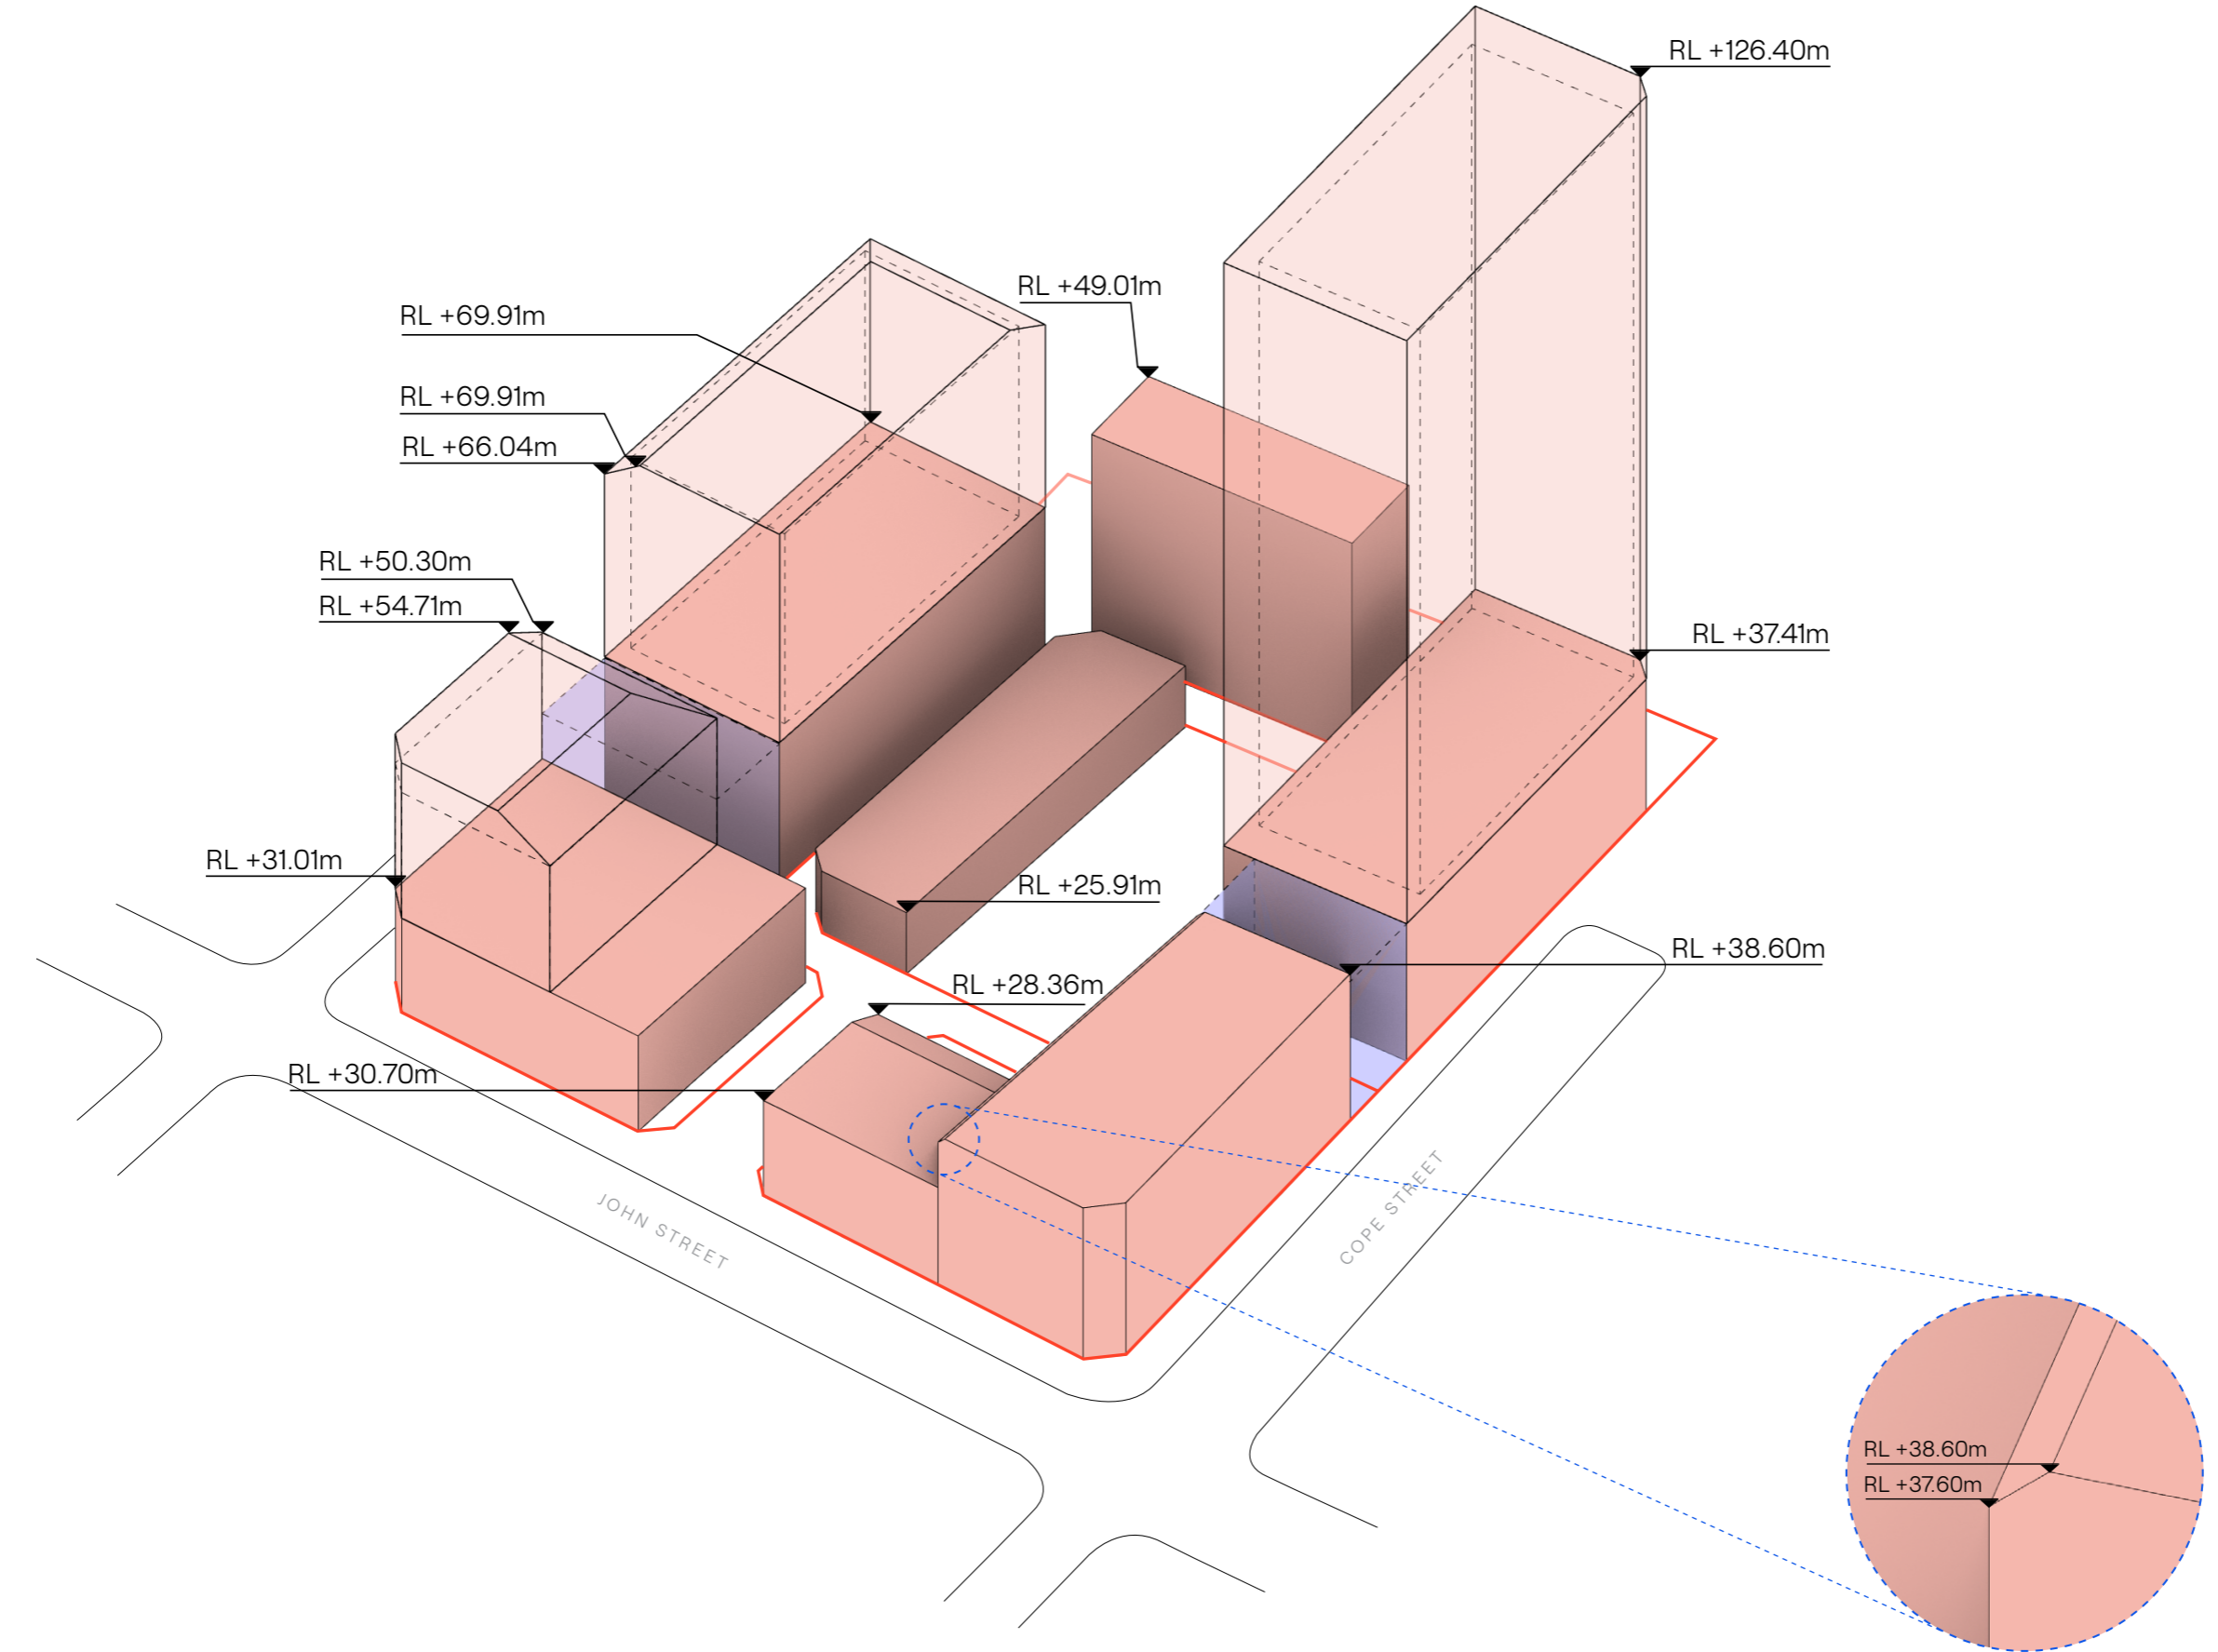 RL +126.40m
RL +49.01m
RL +69.91m
RL +69.91m
RL +66.04m
RL +50.30m
RL +54.71m
RL +37.41m
RL +31.01m
RL +25.91m
RL +38.60m
RL +28.36m
RL +30.70m
JOHN STREET
COPE STREET
RL +38.60m
RL +37.60m